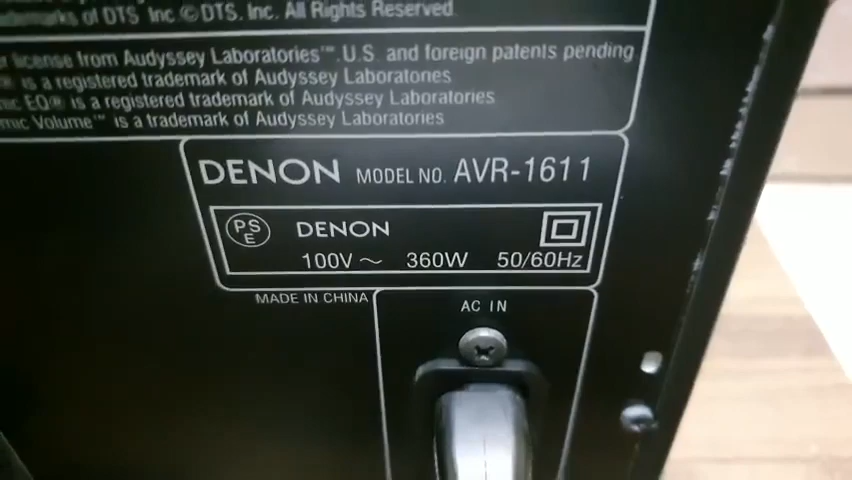 of DTS Inc. © DTS, Inc. All Rights Reserved.
license from Audyssey Laboratories™. U.S. and foreign patents pending
® is a registered trademark of Audyssey Laboratories
EQ® is a registered trademark of Audyssey Laboratories
Volume™ is a trademark of Audyssey Laboratories
DENON MODEL NO. AVR-1611
PS E DENON
100V ~ 360W 50/60Hz
MADE IN CHINA
AC IN